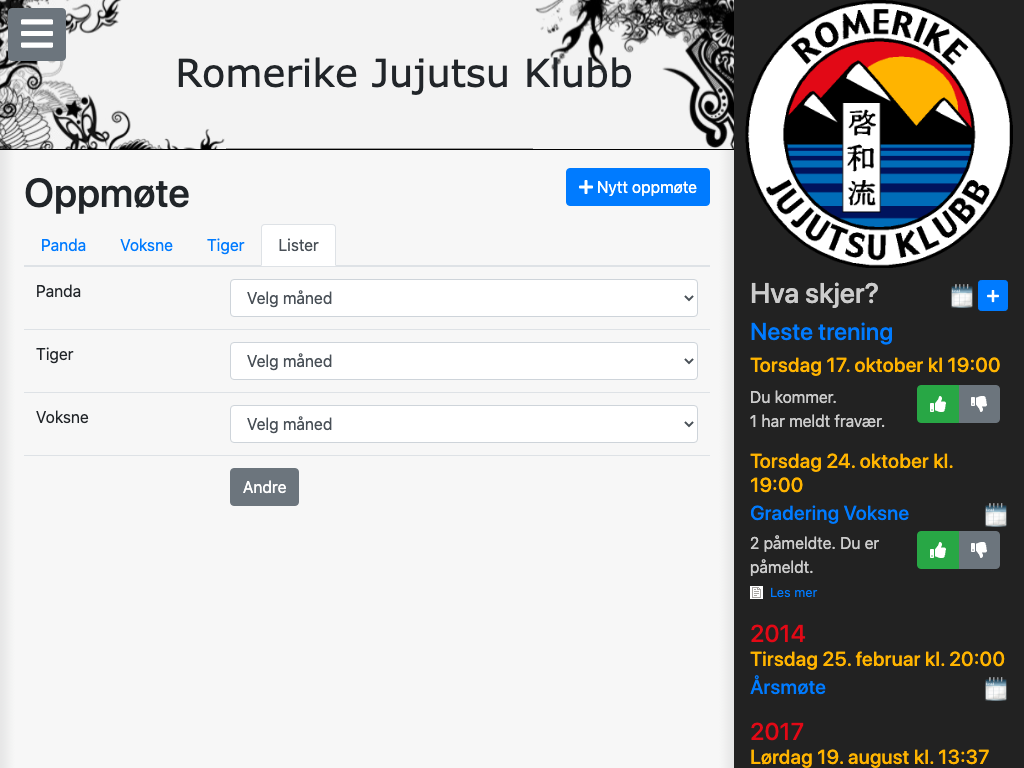 Romerike Jujutsu Klubb
Oppmøte
Nytt oppmøte
Panda
Voksne
Tiger
Lister
Panda
Velg måned
Tiger
Velg måned
Voksne
Velg måned
Andre
ROMERIKE
啓和流
JUJUTSU KLUBB
Hva skjer?
Neste trening
Torsdag 17. oktober kl 19:00
Du kommer.
1 har meldt fravær.
Torsdag 24. oktober kl.
19:00
Gradering Voksne
2 påmeldte. Du er
påmeldt.
Les mer
2014
Tirsdag 25. februar kl. 20:00
Årsmøte
2017
Lørdag 19. august kl. 13:37